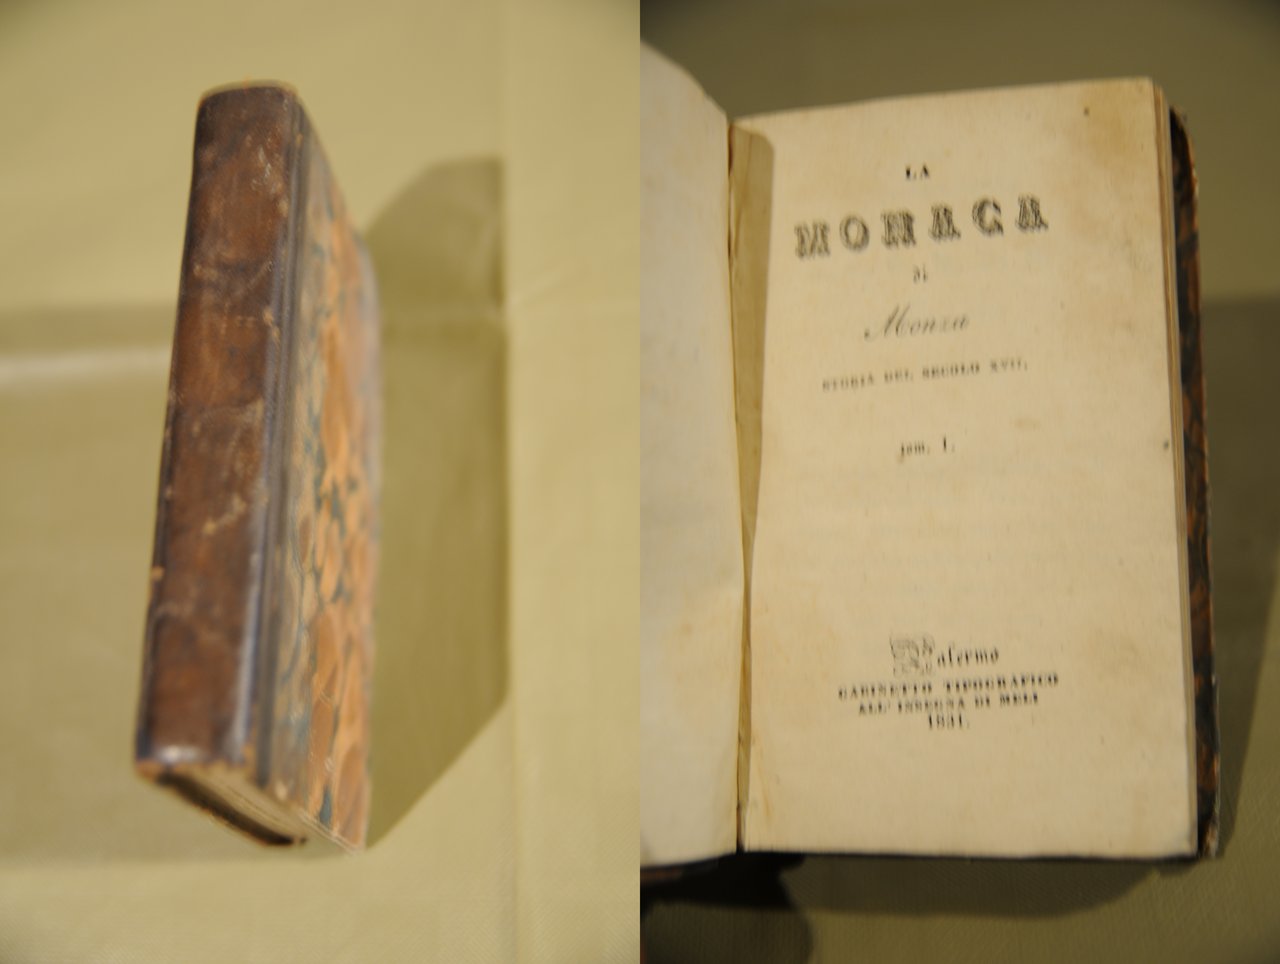 LA
MONACA
DI
Monza
STORIA DEL SECOLO XVII.
tom. I.
Palermo
GABINETTO TIPOGRAFICO
ALL' INSEGNA DI MELI
1831.